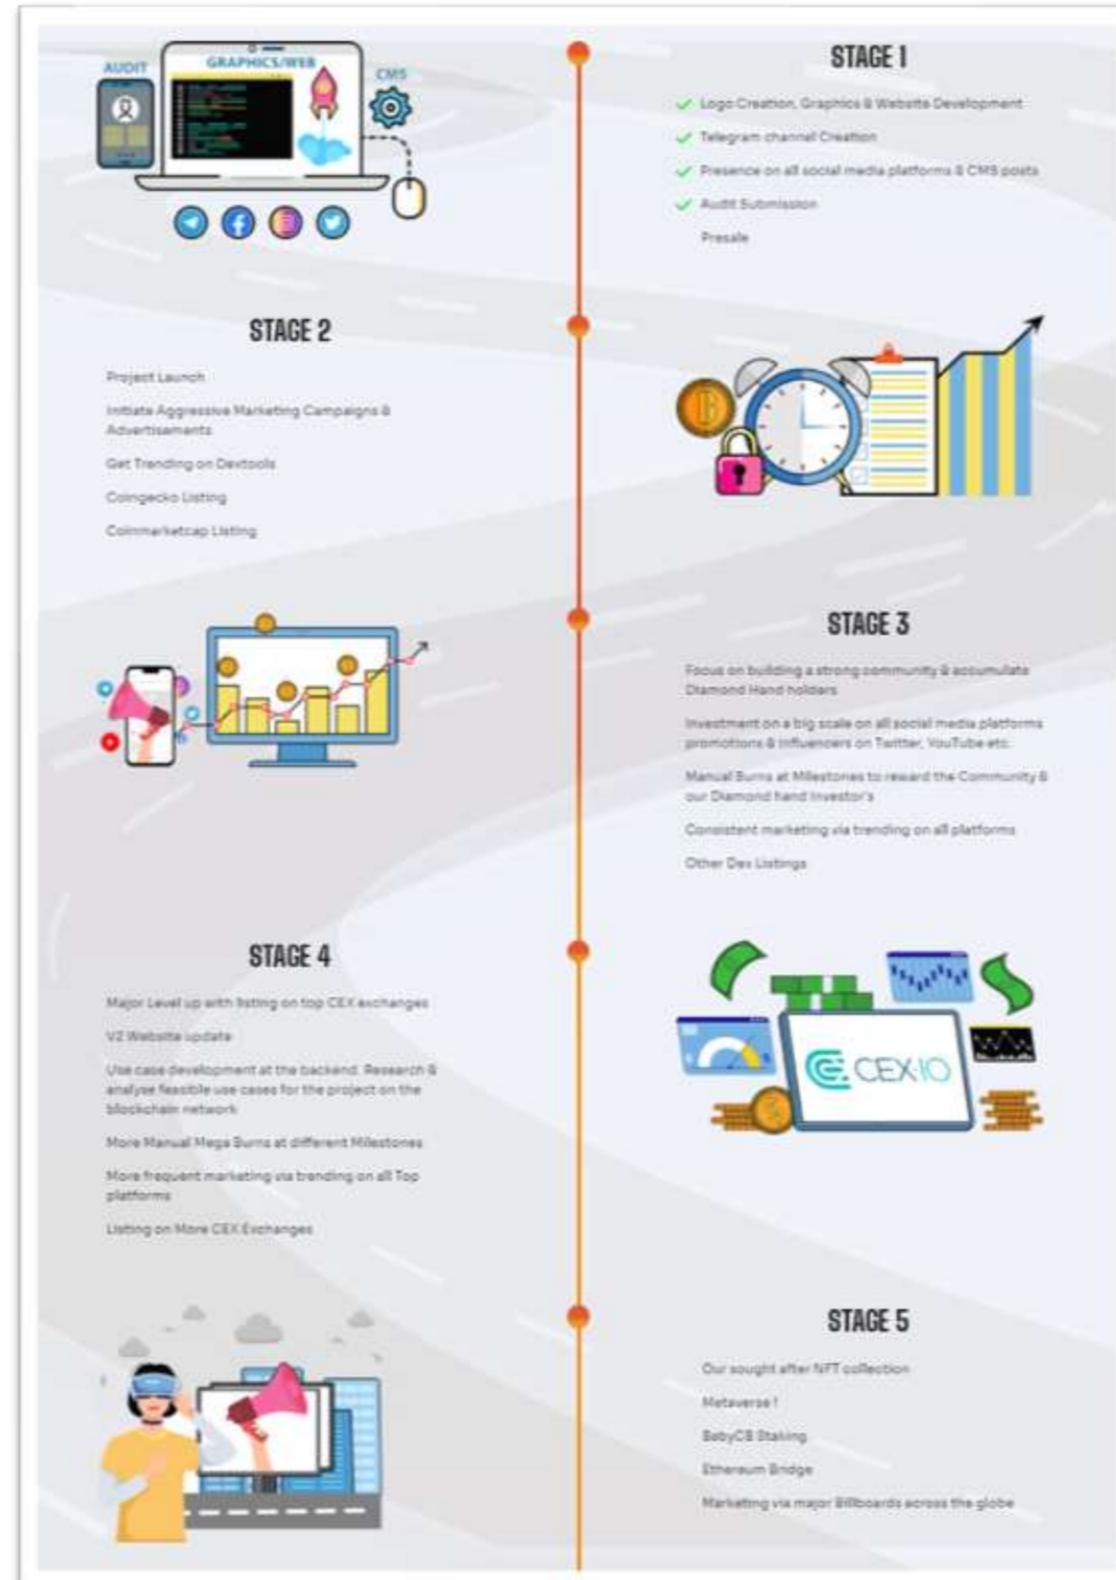 AUDIT
GRAPHICS/WEB
CMS
STAGE 1
Logo Creation, Graphics & Website Development
Telegram channel Creation
Presence on all social media platforms & CMS posts
Audit Submission
Presale
STAGE 2
Project Launch
Initiate Aggressive Marketing Campaigns &
Advertisements
Get Trending on Dextools
Coingecko Listing
Coinmarketcap Listing
STAGE 3
Focus on building a strong community & accumulate
Diamond Hand holders
Investment on a big scale on all social media platforms
promotions & Influencers on Twitter, YouTube etc.
Manual Burns at Milestones to reward the Community &
our Diamond hand Investor's
Consistent marketing via trending on all platforms
Other Dex Listings
STAGE 4
Major Level up with listing on top CEX exchanges
V2 Website update
Use case development at the backend. Research &
analyse feasible use cases for the project on the
blockchain network
More Manual Mega Burns at different Milestones
More frequent marketing via trending on all Top
platforms
Listing on More CEX Exchanges
CEX.IO
STAGE 5
Our sought after NFT collection
Metaverse !
BabyCB Staking
Ethereum Bridge
Marketing via major Billboards across the globe